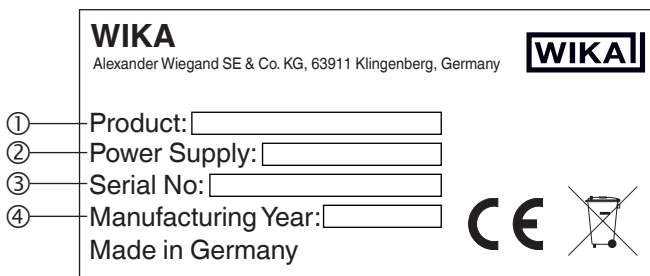 WIKA
Alexander Wiegand SE & Co. KG, 63911 Klingenberg, Germany
WIKAI
① Product:
② Power Supply:
③ Serial No:
④ Manufacturing Year:
Made in Germany
CE